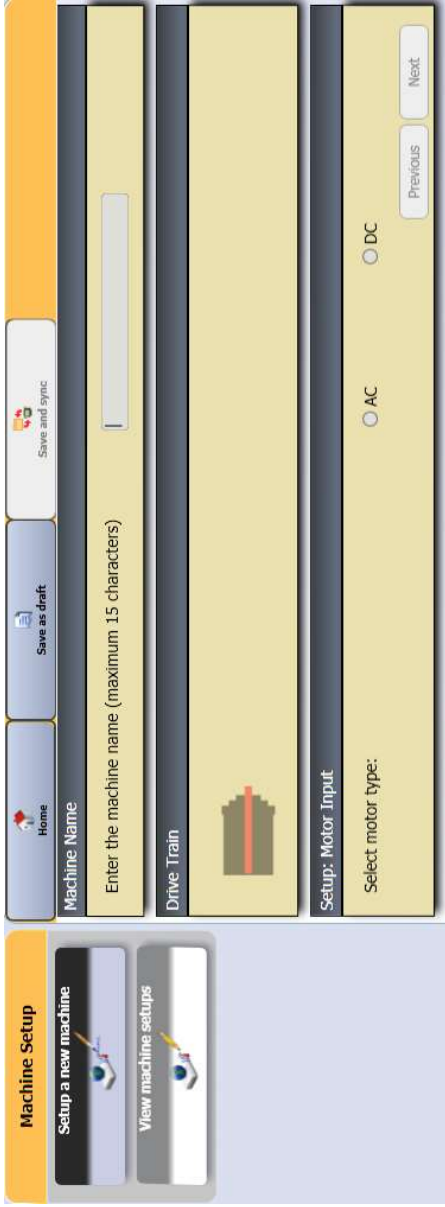 Machine Setup
Setup a new machine
View machine setups
Home
Save as draft
Save and sync
Machine Name
Enter the machine name (maximum 15 characters)
Drive Train
Setup: Motor Input
Select motor type:
AC
DC
Previous
Next